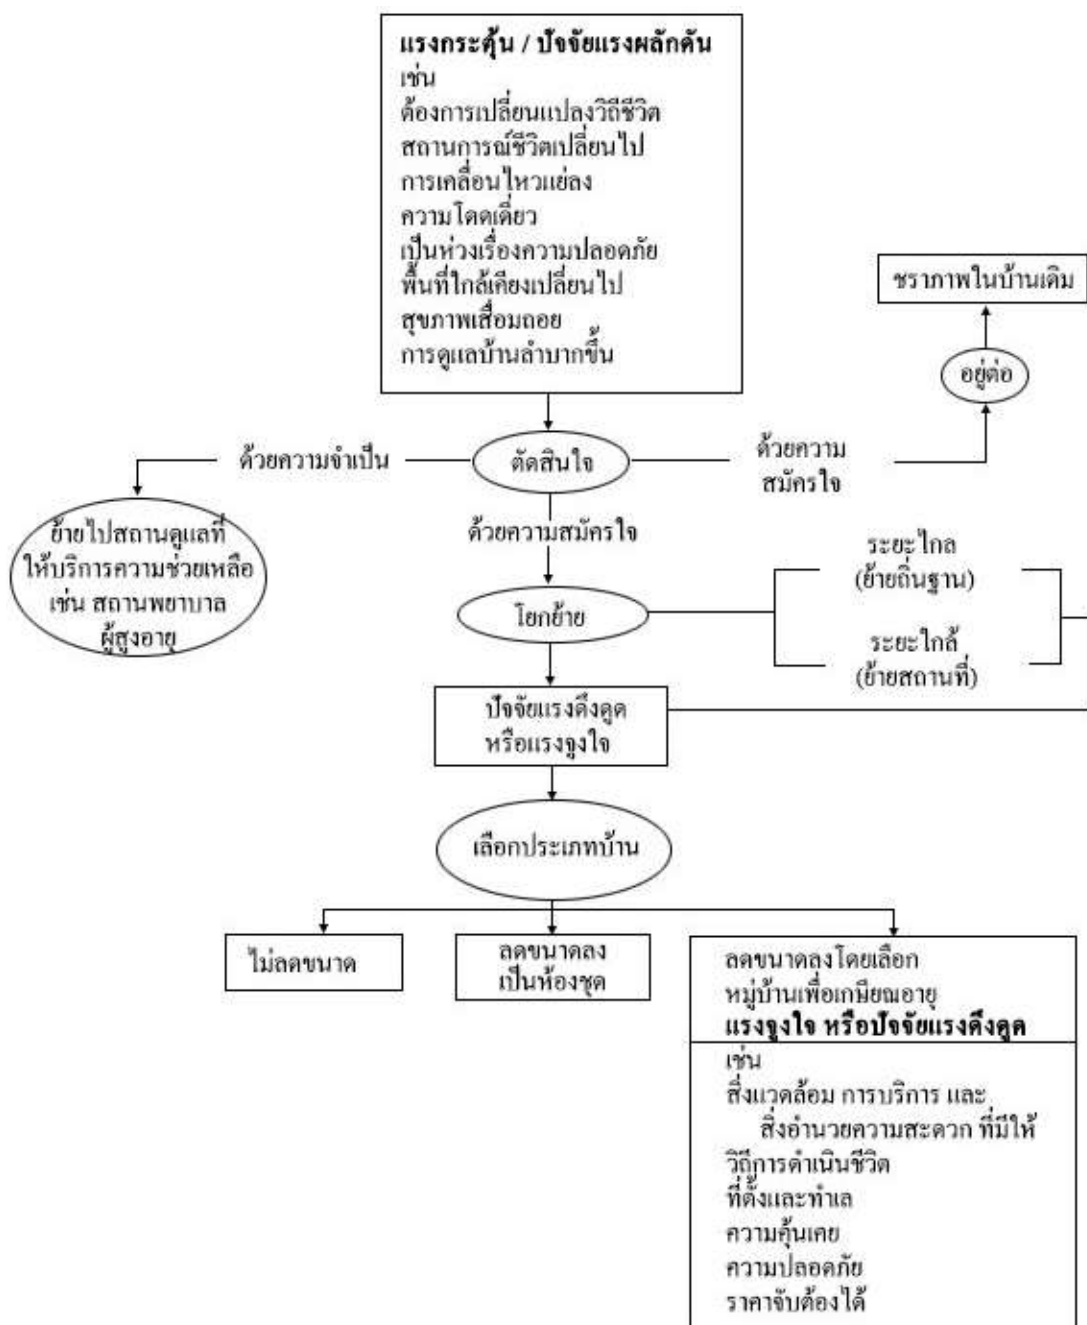 แรงกระตุ้น / ปัจจัยแรงผลักดัน
เช่น
ต้องการเปลี่ยนแปลงวิถีชีวิต
สถานการณ์ชีวิตเปลี่ยนไป
การเคลื่อนไหวแย่ลง
ความโดดเดี่ยว
เป็นห่วงเรื่องความปลอดภัย
พื้นที่ใกล้เคียงเปลี่ยนไป
สุขภาพเสื่อมถอย
การดูแลบ้านลำบากขึ้น
ชราภาพในบ้านเดิม
อยู่ต่อ
ด้วยความจำเป็น
ตัดสินใจ
ด้วยความ
สมัครใจ
ย้ายไปสถานดูแลที่
ให้บริการความช่วยเหลือ
เช่น สถานพยาบาล
ผู้สูงอายุ
ด้วยความสมัครใจ
โยกย้าย
ระยะไกล
(ย้ายถิ่นฐาน)
ระยะใกล้
(ย้ายสถานที่)
ปัจจัยแรงดึงดูด
หรือแรงจูงใจ
เลือกประเภทบ้าน
ไม่ลดขนาด
ลดขนาดลง
เป็นห้องชุด
ลดขนาดลงโดยเลือก
หมู่บ้านเพื่อเกษียณอายุ
แรงจูงใจ หรือปัจจัยแรงดึงดูด
เช่น
สิ่งแวดล้อม การบริการ และ
สิ่งอำนวยความสะดวก ที่มีให้
วิถีการดำเนินชีวิต
ที่ตั้งและทำเล
ความคุ้นเคย
ความปลอดภัย
ราคาจับต้องได้